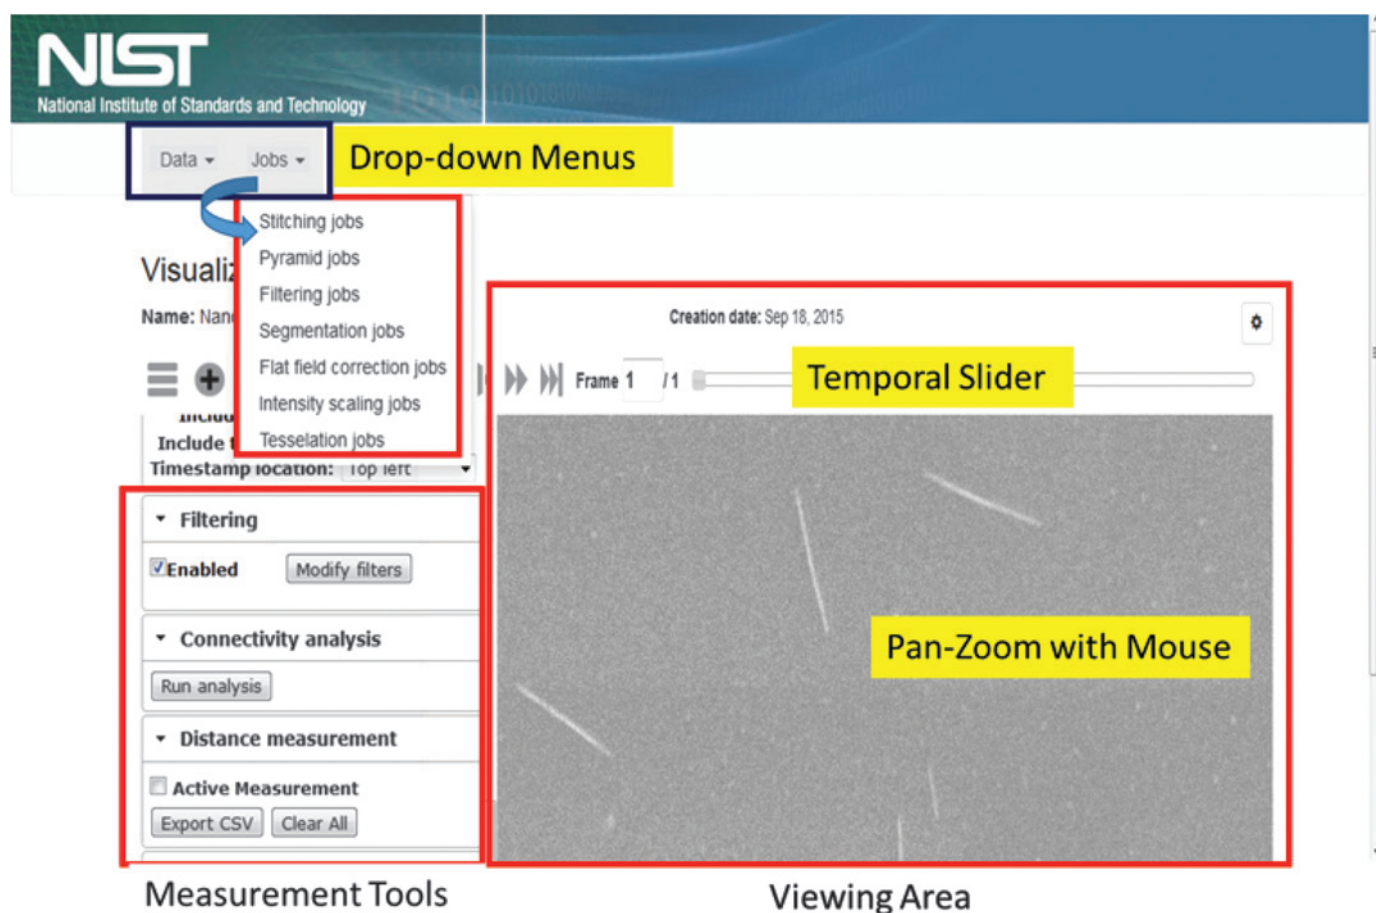 NIST
National Institute of Standards and Technology
Data Jobs Drop-down Menus
Stitching jobs
Pyramid jobs
Filtering jobs
Segmentation jobs
Flat field correction jobs
Intensity scaling jobs
Tesselation jobs
Name:
Creation date: Sep 18, 2015
Frame 1 / 1 Temporal Slider
Include
Timestamp location: Top left
Filtering
Enabled Modify filters
Connectivity analysis
Run analysis
Distance measurement
Active Measurement
Export CSV Clear All
Pan-Zoom with Mouse
Measurement Tools
Viewing Area